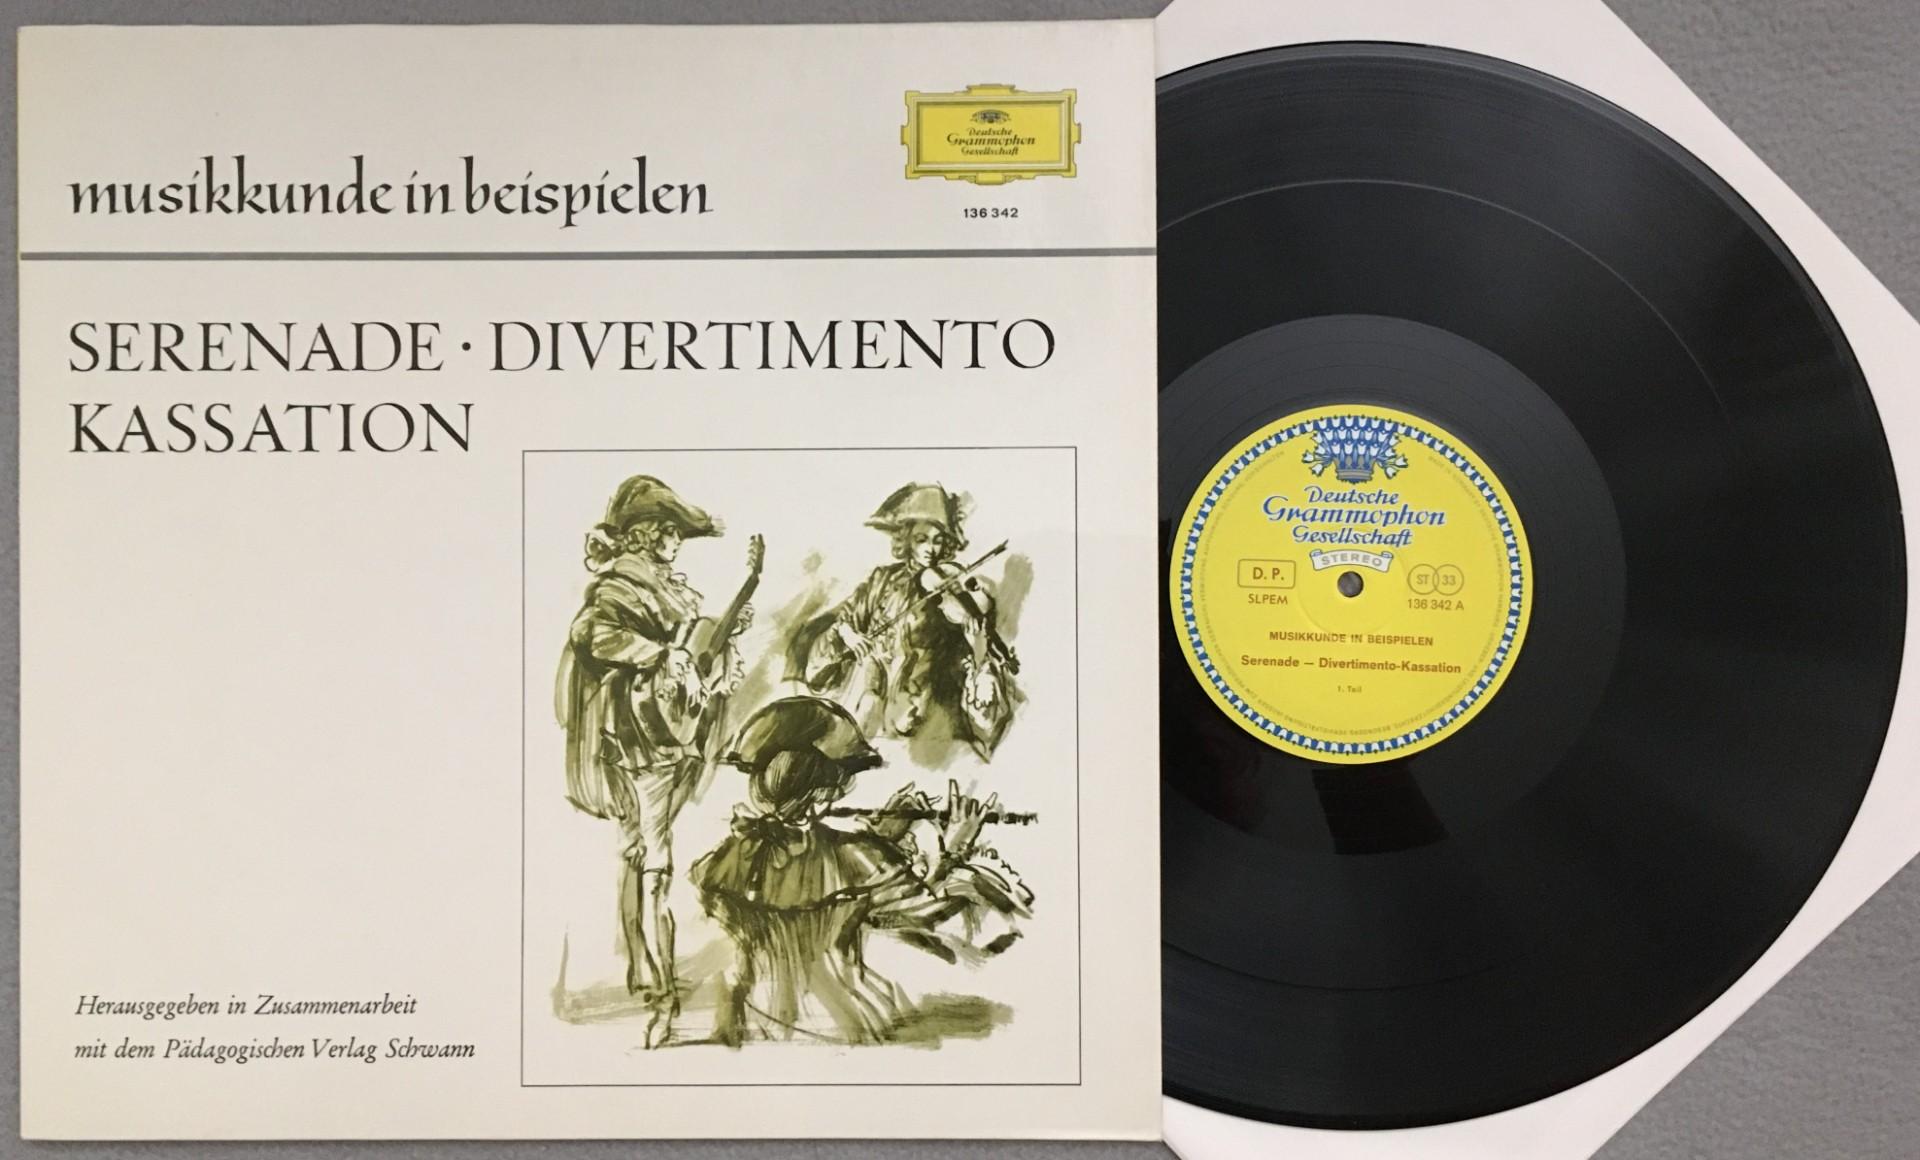 musikkunde in beispielen
Deutsche
Grammophon
Gesellschaft
136 342
SERENADE · DIVERTIMENTO
KASSATION
Herausgegeben in Zusammenarbeit
mit dem Pädagogischen Verlag Schwann
Deutsche
Grammophon
Gesellschaft
STEREO
D. P.
ST 33
SLPEM
136 342 A
MUSIKKUNDE IN BEISPIELEN
Serenade — Divertimento-Kassation
1. Teil